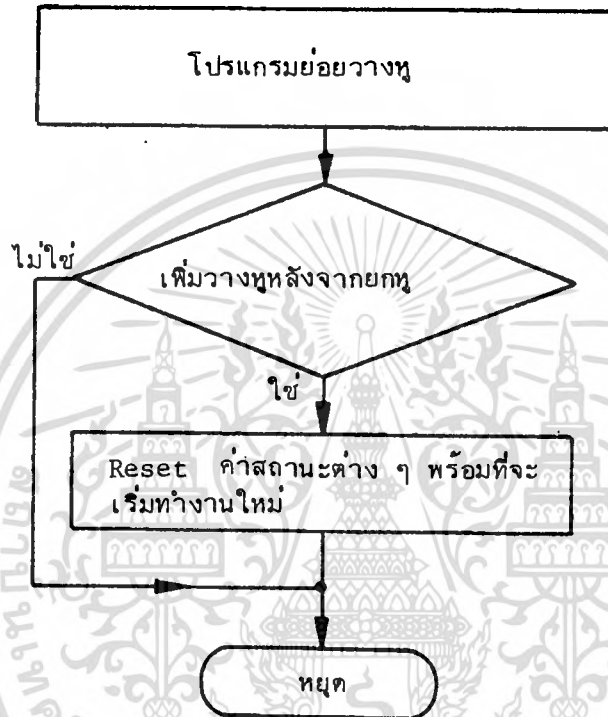 โปรแกรมย่อยวางหู
ไม่ใช่
เพิ่มวางหูหลังจากยกหู
ใช่
Reset ค่าสถานะต่าง ๆ พร้อมที่จะ
เริ่มทำงานใหม่
หยุด